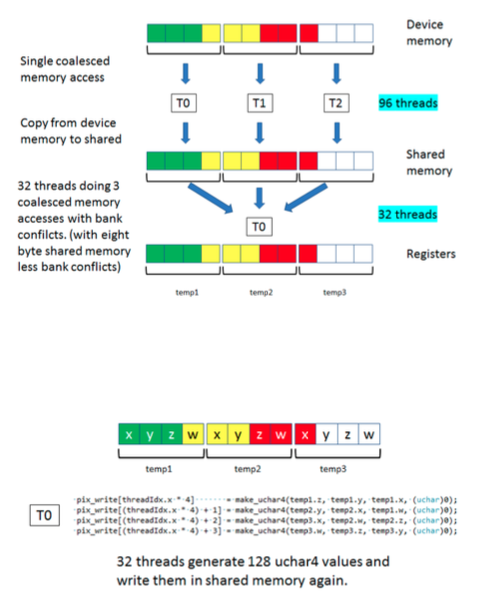 Device
memory
Single coalesced
memory access
T0 T1 T2 96 threads
Copy from device
memory to shared
Shared
memory
32 threads doing 3
coalesced memory
accesses with bank
confilcts. (with eight
byte shared memory
less bank conflicts)
32 threads
T0
Registers
temp1 temp2 temp3
x y z w x y z w x y z w
temp1 temp2 temp3
T0
pix_write[threadIdx.x * 4] = make_uchar4(temp1.z, temp1.y, temp1.x, (uchar)0);
pix_write[(threadIdx.x * 4) + 1] = make_uchar4(temp2.y, temp2.x, temp1.w, (uchar)0);
pix_write[(threadIdx.x * 4) + 2] = make_uchar4(temp3.x, temp2.w, temp2.z, (uchar)0);
pix_write[(threadIdx.x * 4) + 3] = make_uchar4(temp3.w, temp3.z, temp3.y, (uchar)0);
32 threads generate 128 uchar4 values and
write them in shared memory again.